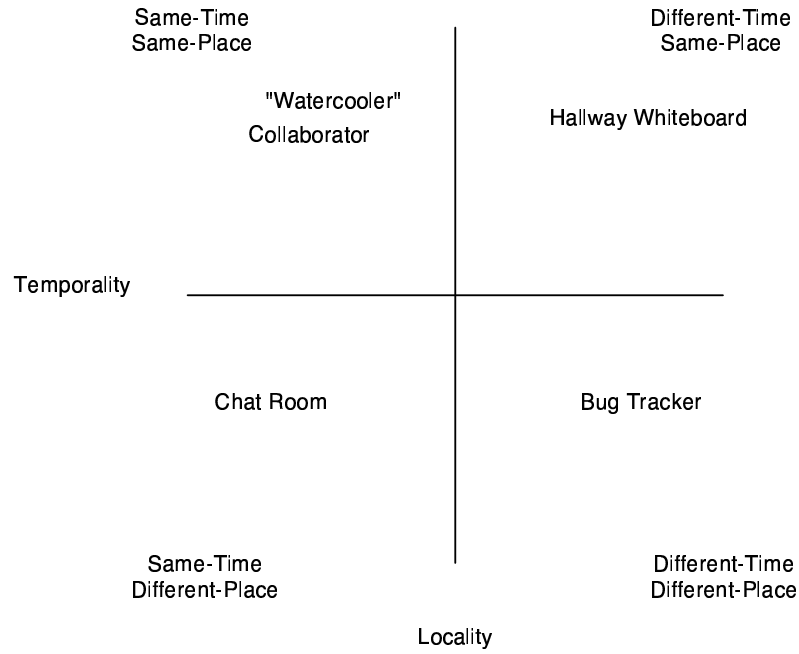 Same-Time
Same-Place
Different-Time
Same-Place
"Watercooler"
Collaborator
Hallway Whiteboard
Temporality
Chat Room
Bug Tracker
Same-Time
Different-Place
Different-Time
Different-Place
Locality